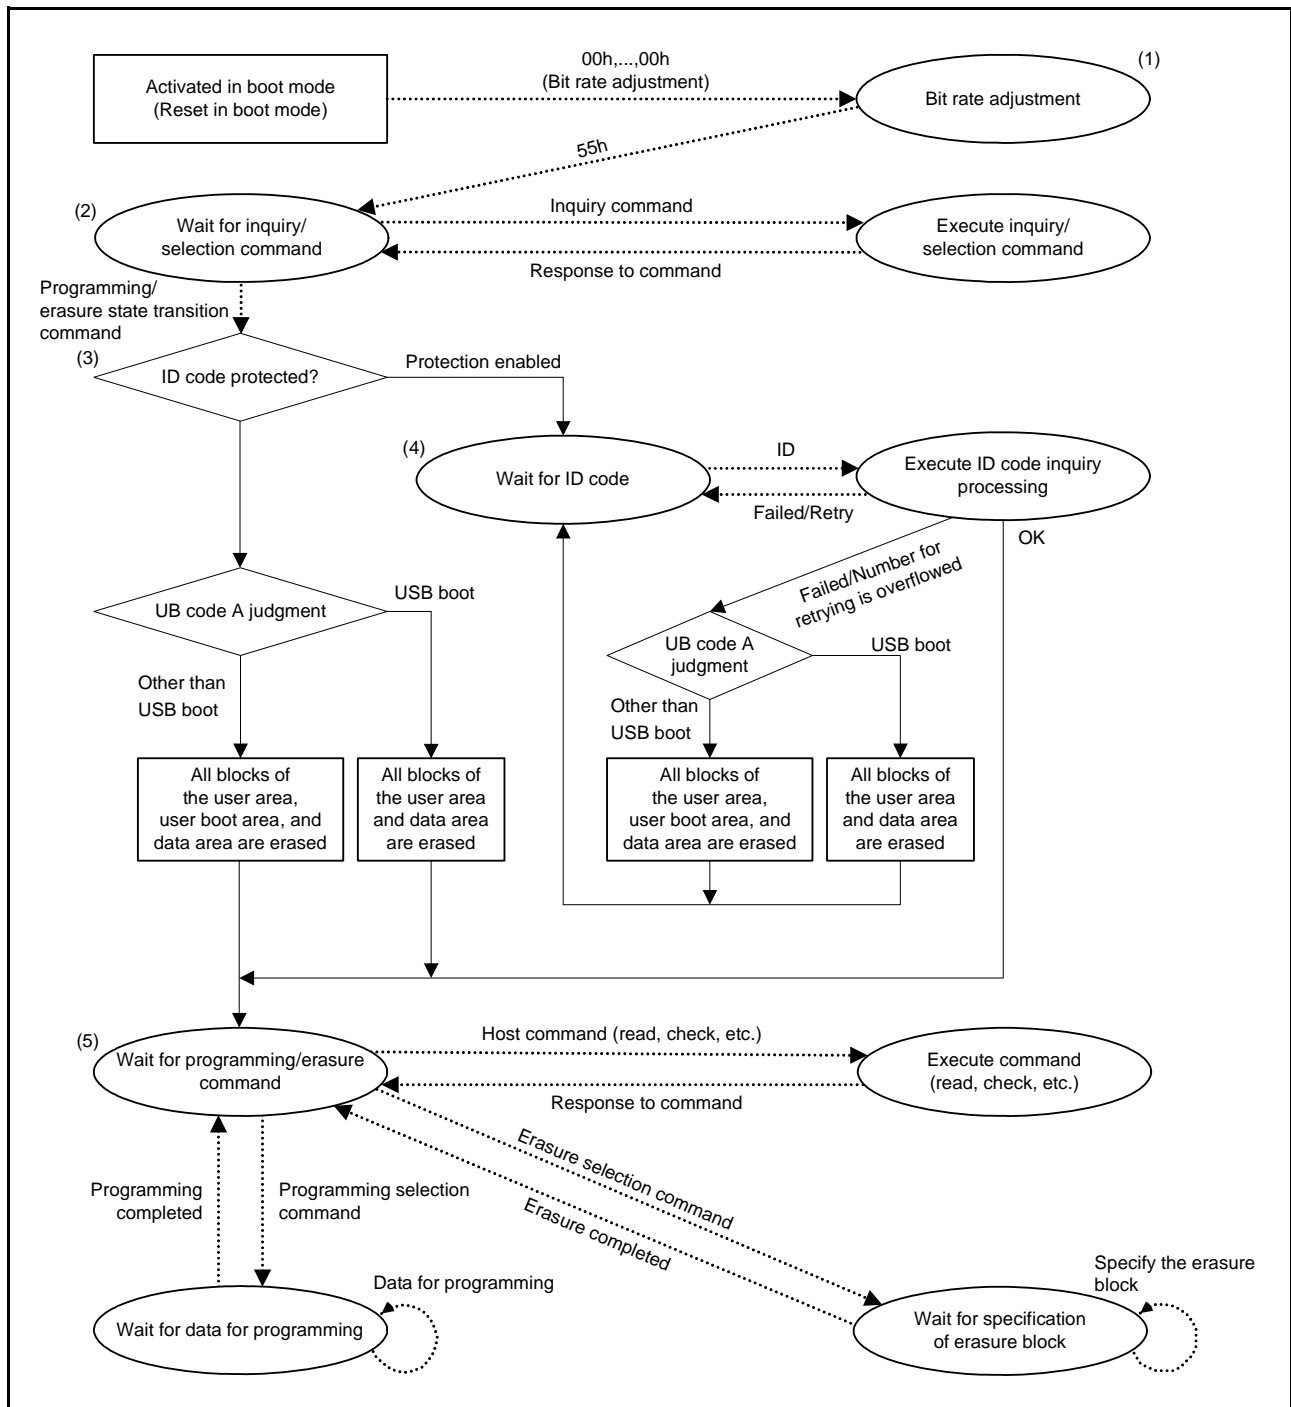 00h,...,00h
(Bit rate adjustment)
(1)
Activated in boot mode
(Reset in boot mode)
Bit rate adjustment
55h
(2)
Wait for inquiry/
selection command
Inquiry command
Response to command
Execute inquiry/
selection command
Programming/
erasure state transition
command
(3)
ID code protected?
Protection enabled
(4)
Wait for ID code
ID
Failed/Retry
Execute ID code inquiry
processing
OK
Failed/Number for
retrying is overflowed
UB code A judgment
USB boot
Other than
USB boot
UB code A
judgment
USB boot
Other than
USB boot
All blocks of
the user area,
user boot area, and
data area are erased
All blocks of
the user area
and data area
are erased
All blocks of
the user area,
user boot area, and
data area are erased
All blocks of
the user area
and data area
are erased
(5)
Wait for programming/erasure
command
Host command (read, check, etc.)
Response to command
Execute command
(read, check, etc.)
Erasure selection command
Erasure completed
Programming
completed
Programming selection
command
Data for programming
Wait for data for programming
Specify the erasure
block
Wait for specification
of erasure block